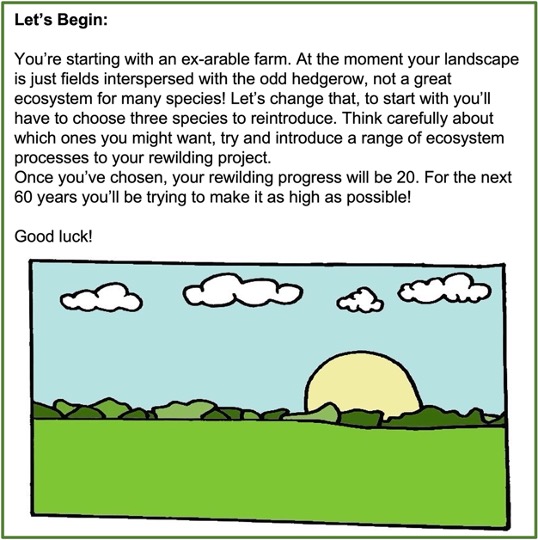 Let's Begin:
You're starting with an ex-arable farm. At the moment your landscape
is just fields interspersed with the odd hedgerow, not a great
ecosystem for many species! Let's change that, to start with you'll
have to choose three species to reintroduce. Think carefully about
which ones you might want, try and introduce a range of ecosystem
processes to your rewilding project.
Once you've chosen, your rewilding progress will be 20. For the next
60 years you'll be trying to make it as high as possible!
Good luck!